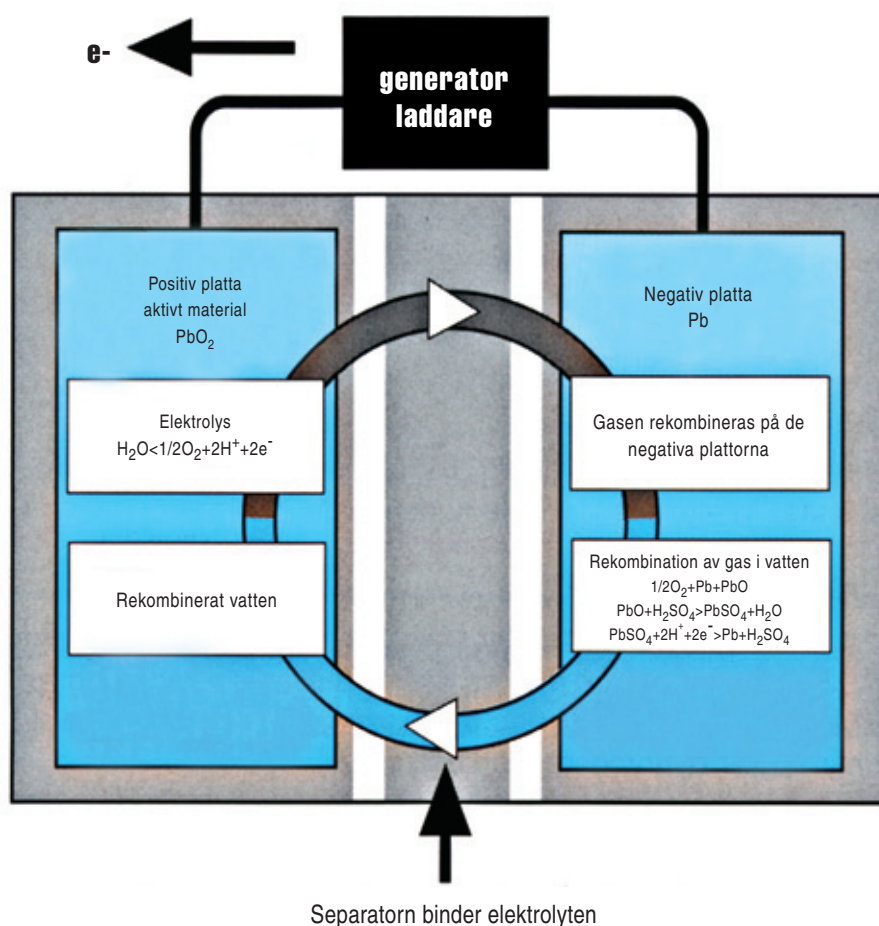 e-
generator
laddare
Positiv platta
aktivt material
PbO₂
Negativ platta
Pb
Elektrolys
H₂O<1/2O₂+2H⁺+2e⁻
Gasen rekombineras på de
negativa plattorna
Rekombinerat vatten
Rekombination av gas i vatten
1/2O₂+Pb+PbO
PbO+H₂SO₄>PbSO₄+H₂O
PbSO₄+2H⁺+2e⁻>Pb+H₂SO₄
Separatorn binder elektrolyten